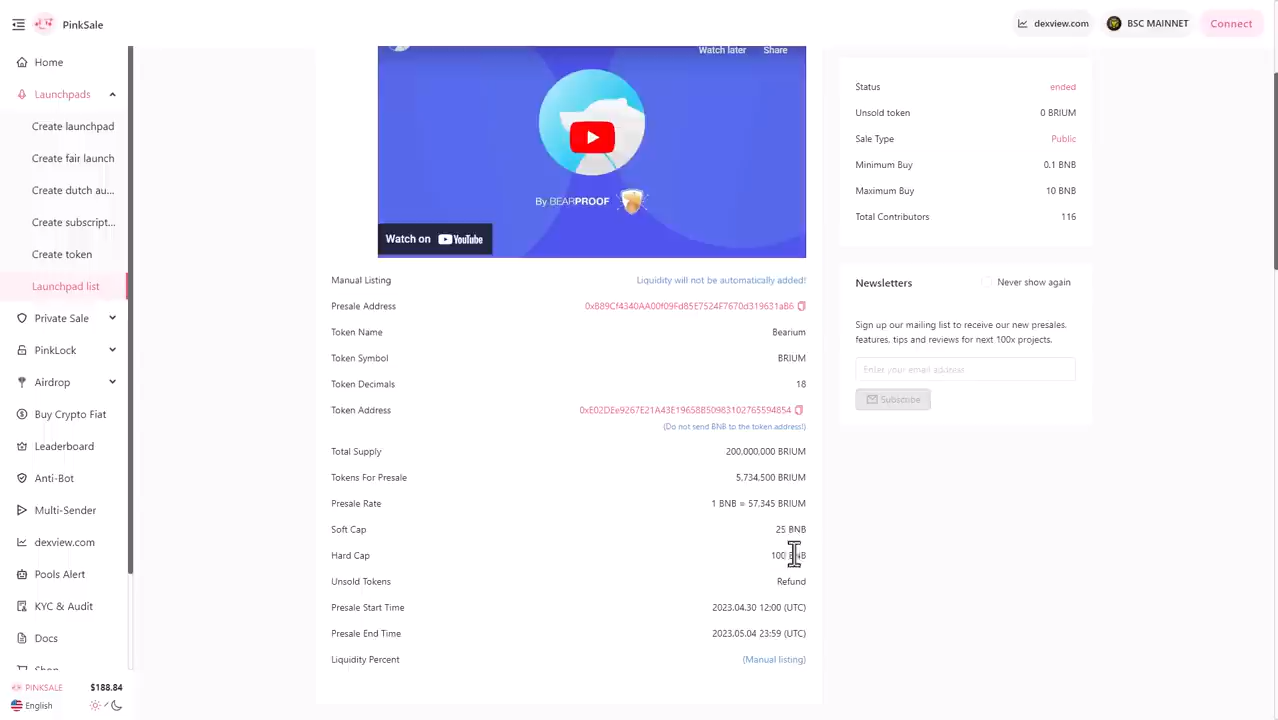 PinkSale
dexview.com
BSC MAINNET
Connect
Home
Launchpads
Create launchpad
Create fair launch
Create dutch au...
Create subscript...
Create token
Launchpad list
Private Sale
PinkLock
Airdrop
Buy Crypto Fiat
Leaderboard
Anti-Bot
Multi-Sender
dexview.com
Pools Alert
KYC & Audit
Docs
Shop
PINKSALE $188.84
English
Watch later Share
By BEARPROOF
Watch on YouTube
Manual Listing Liquidity will not be automatically added!
Presale Address 0xB89Cf4340AA00f09Fd85E7524F7670d319631aB6
Token Name Bearium
Token Symbol BRIUM
Token Decimals 18
Token Address 0xE02DEe9267E21A43E19658B50983102765594854
(Do not send BNB to the token address!)
Total Supply 200,000,000 BRIUM
Tokens For Presale 5,734,500 BRIUM
Presale Rate 1 BNB = 57,345 BRIUM
Soft Cap 25 BNB
Hard Cap 100 BNB
Unsold Tokens Refund
Presale Start Time 2023.04.30 12:00 (UTC)
Presale End Time 2023.05.04 23:59 (UTC)
Liquidity Percent (Manual listing)
Status ended
Unsold token 0 BRIUM
Sale Type Public
Minimum Buy 0.1 BNB
Maximum Buy 10 BNB
Total Contributors 116
Newsletters Never show again
Sign up our mailing list to receive our new presales,
features, tips and reviews for next 100x projects.
Enter your email address
Subscribe